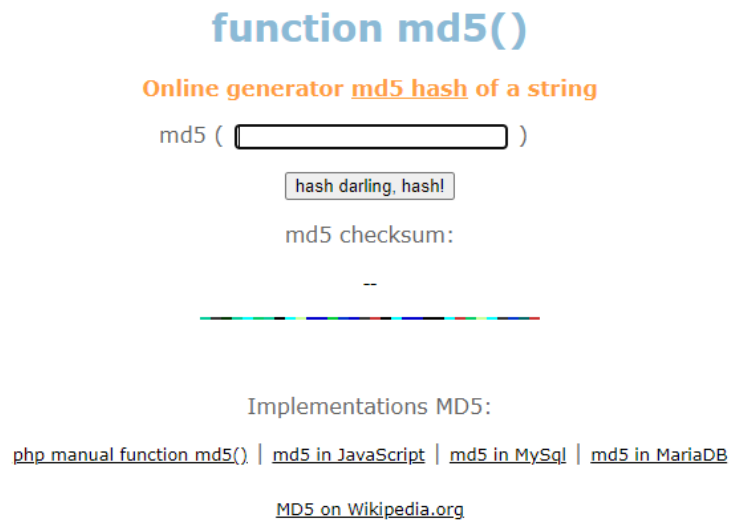 function md5()
Online generator md5 hash of a string
md5 ( )
hash darling, hash!
md5 checksum:
--
Implementations MD5:
php manual function md5() | md5 in JavaScript | md5 in MySql | md5 in MariaDB
MD5 on Wikipedia.org